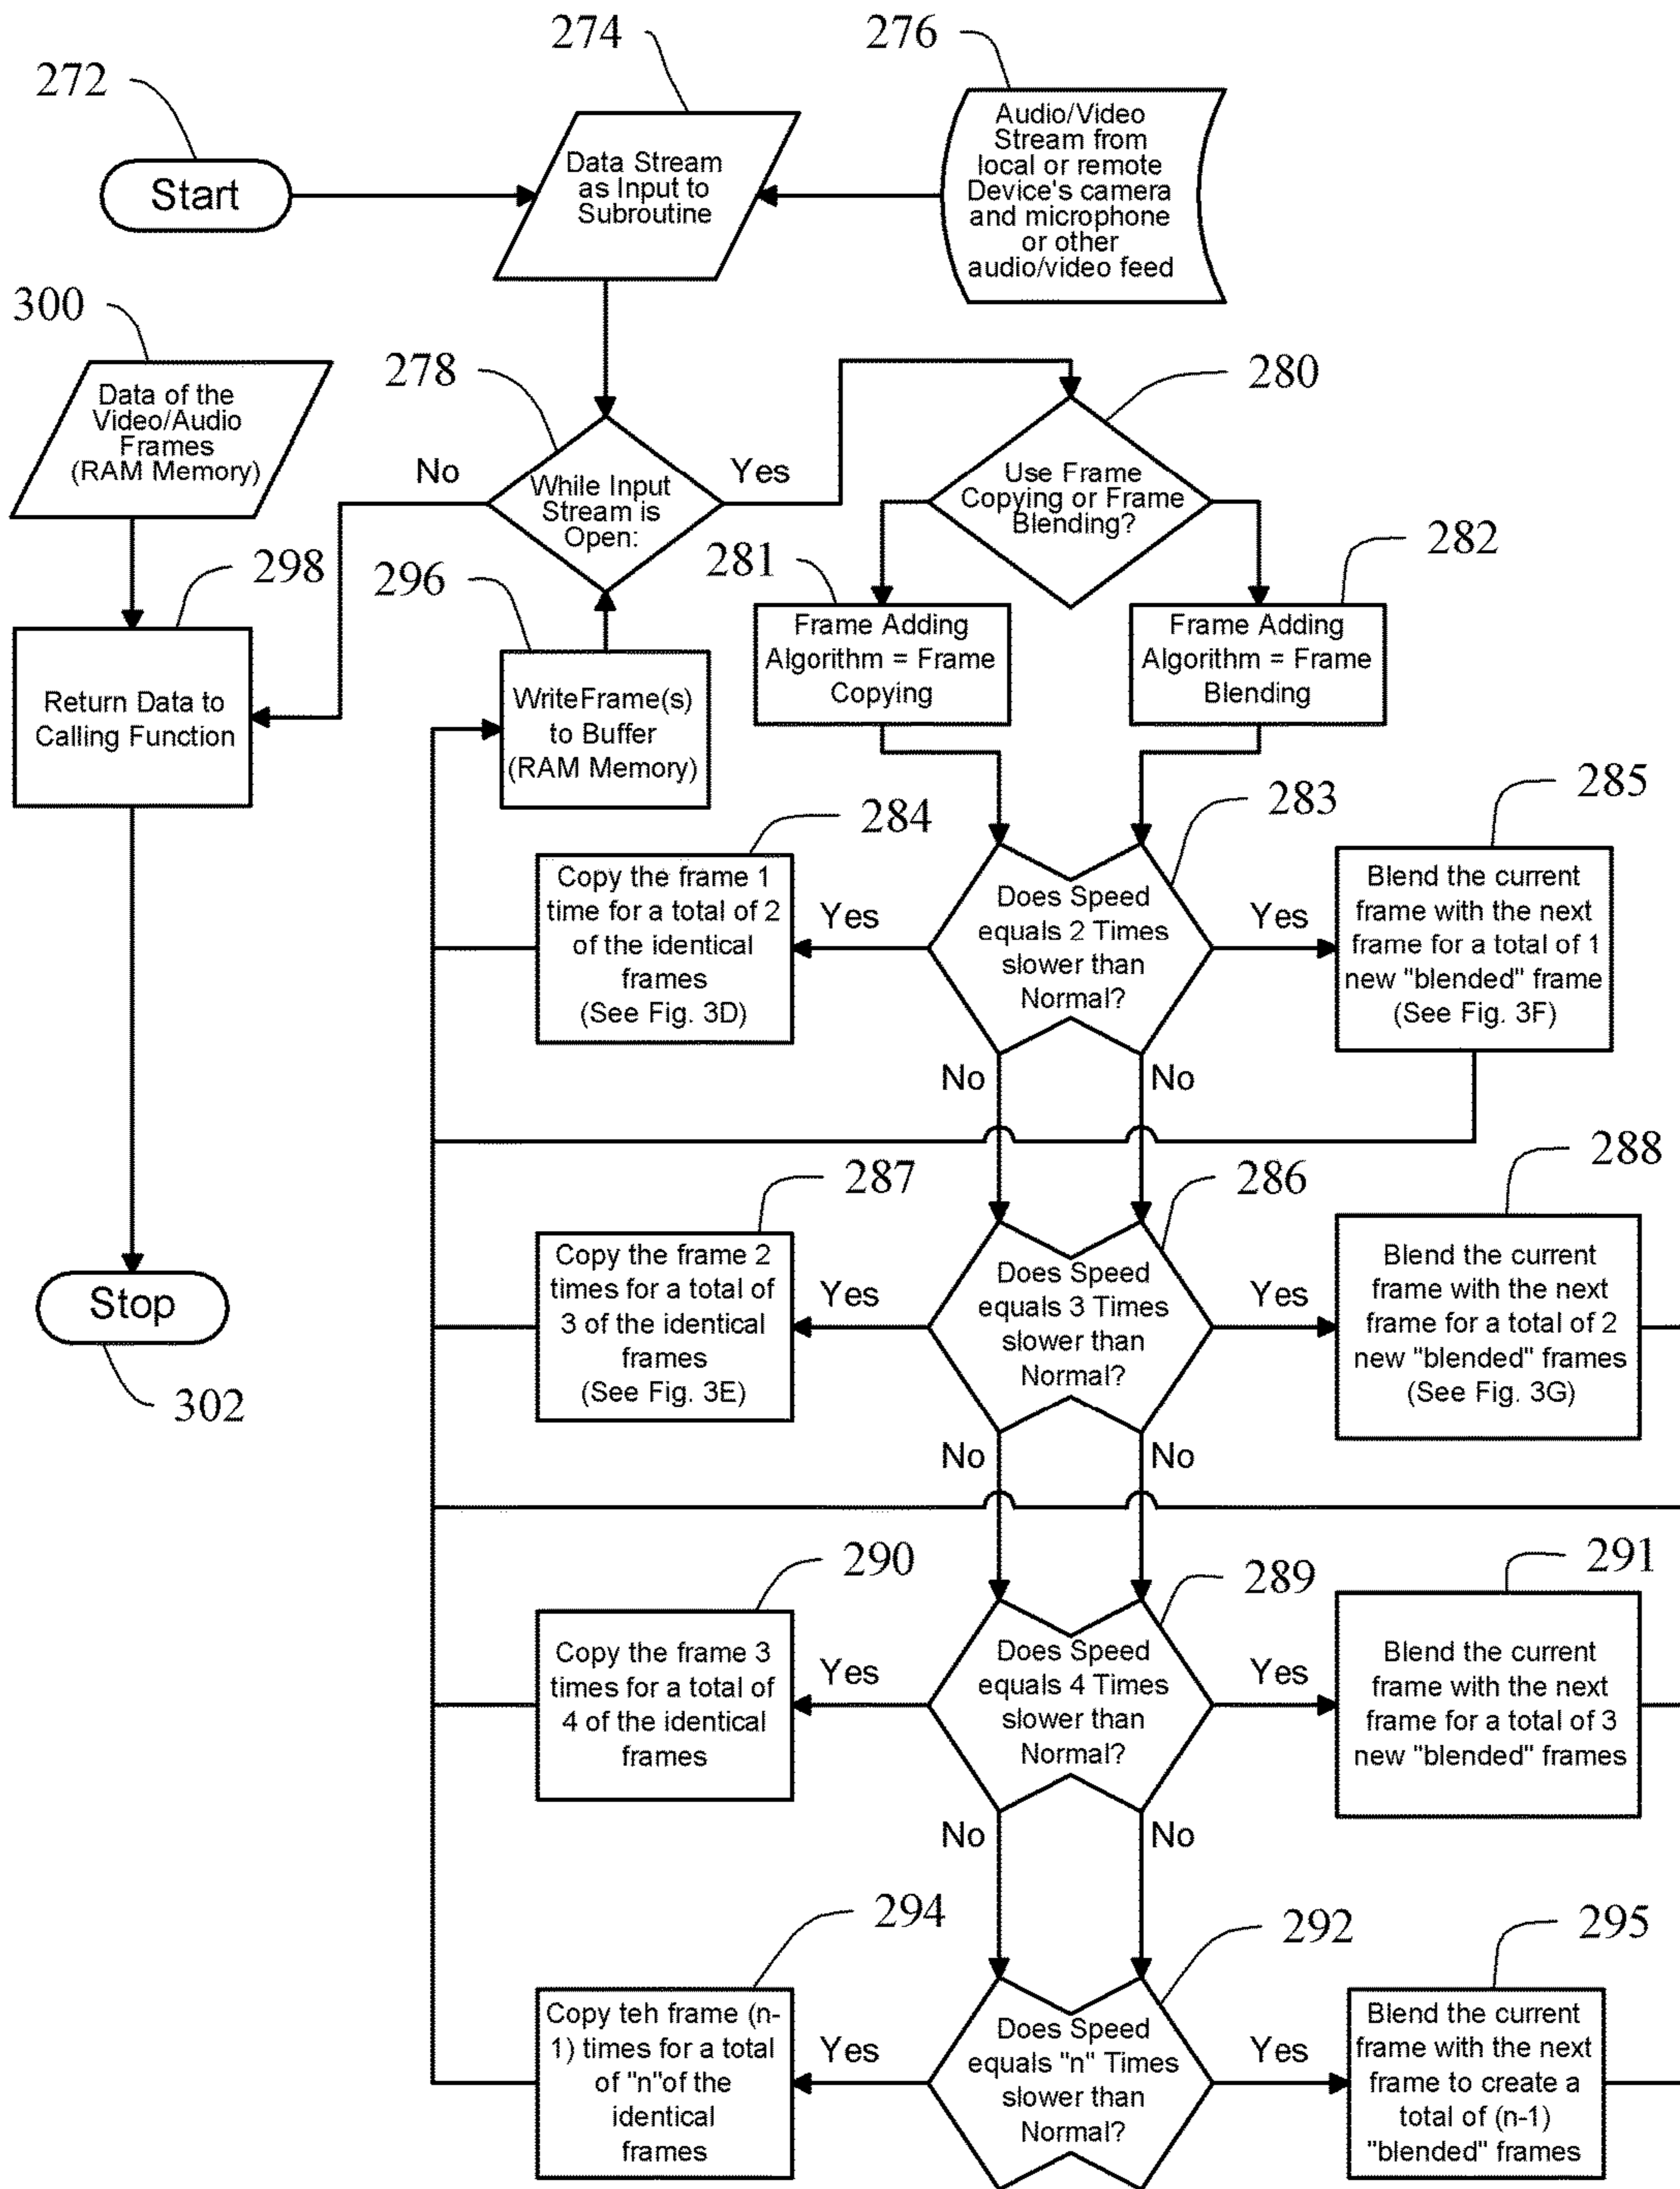 274
276
272
Start
Data Stream
as Input to
Subroutine
Audio/Video
Stream from
local or remote
Device's camera
and microphone
or other
audio/video feed
300
Data of the
Video/Audio
Frames
(RAM Memory)
278
No
While Input
Stream is
Open:
Yes
280
Use Frame
Copying or Frame
Blending?
298
Return Data to
Calling Function
296
WriteFrame(s)
to Buffer
(RAM Memory)
281
Frame Adding
Algorithm = Frame
Copying
282
Frame Adding
Algorithm = Frame
Blending
284
Copy the frame 1
time for a total of 2
of the identical
frames
(See Fig. 3D)
Yes
283
Does Speed
equals 2 Times
slower than
Normal?
Yes
285
Blend the current
frame with the next
frame for a total of 1
new "blended" frame
(See Fig. 3F)
No
No
287
Copy the frame 2
times for a total of
3 of the identical
frames
(See Fig. 3E)
Yes
286
Does Speed
equals 3 Times
slower than
Normal?
Yes
288
Blend the current
frame with the next
frame for a total of 2
new "blended" frames
(See Fig. 3G)
Stop
302
No
No
290
Copy the frame 3
times for a total of
4 of the identical
frames
Yes
289
Does Speed
equals 4 Times
slower than
Normal?
Yes
291
Blend the current
frame with the next
frame for a total of 3
new "blended" frames
No
No
294
Copy teh frame (n-
1) times for a total
of "n"of the
identical
frames
Yes
292
Does Speed
equals "n" Times
slower than
Normal?
Yes
295
Blend the current
frame with the next
frame to create a
total of (n-1)
"blended" frames